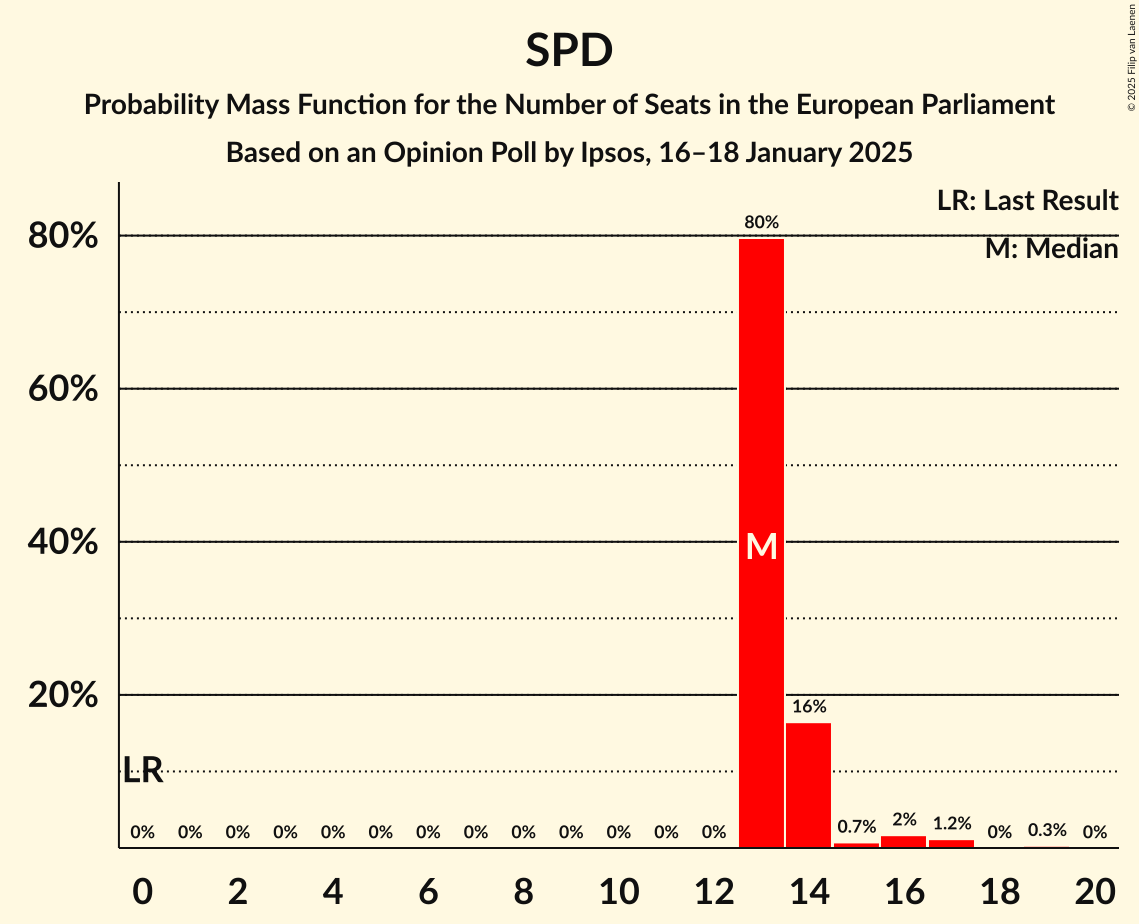 SPD
Probability Mass Function for the Number of Seats in the European Parliament
Based on an Opinion Poll by Ipsos, 16–18 January 2025
© 2025 Filip van Laenen
LR: Last Result
M: Median
80%
60%
40%
20%
80%
M
16%
LR
0% 0% 0% 0% 0% 0% 0% 0% 0% 0% 0% 0% 0% 0.7% 2% 1.2% 0% 0.3% 0%
0 2 4 6 8 10 12 14 16 18 20